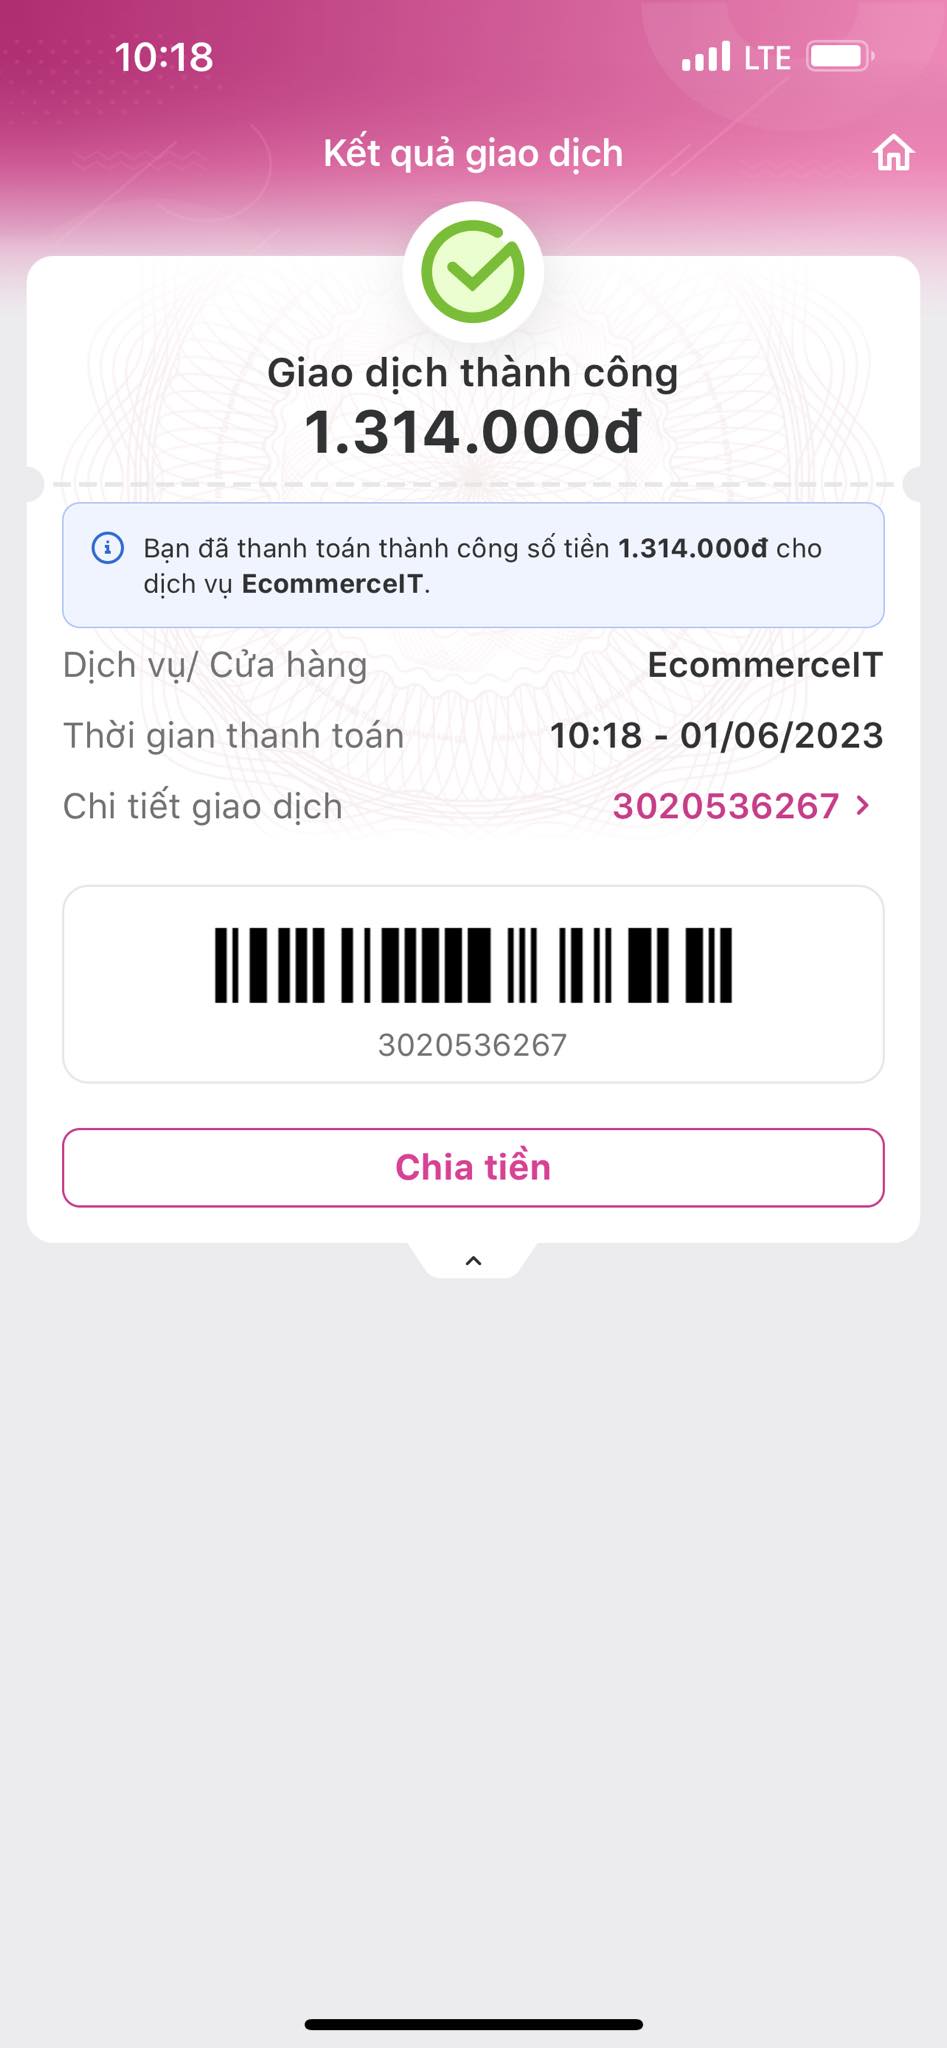 10:18
LTE
Kết quả giao dịch
Giao dịch thành công
1.314.000đ
Bạn đã thanh toán thành công số tiền 1.314.000đ cho
dịch vụ EcommerceIT.
Dịch vụ/ Cửa hàng
EcommerceIT
Thời gian thanh toán
10:18 - 01/06/2023
Chi tiết giao dịch
3020536267
3020536267
Chia tiền